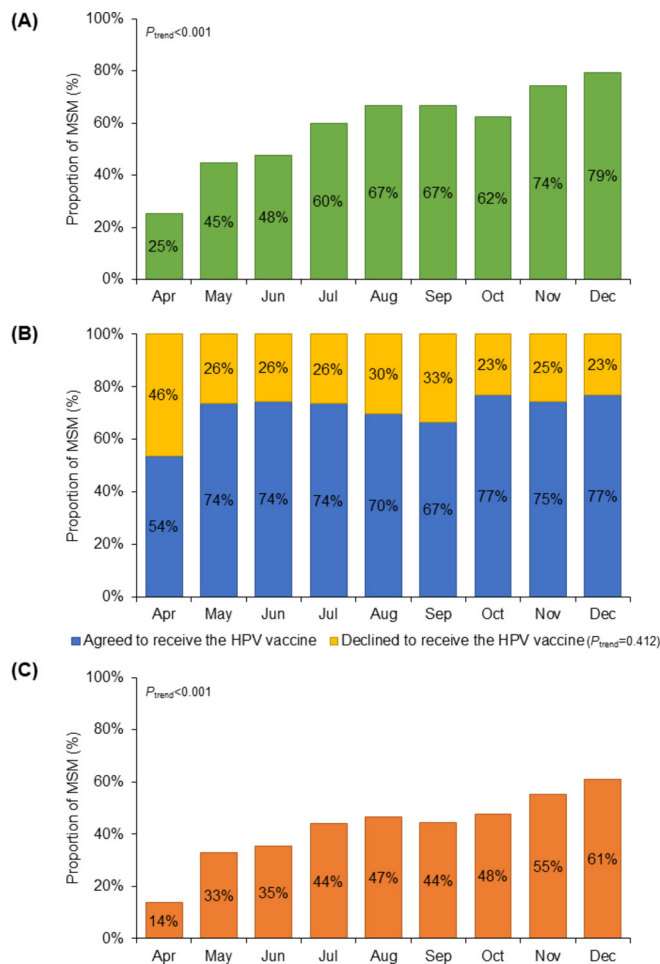 (A)
Proportion of MSM (%)
100%
80%
60%
40%
20%
0%
Ptrend<0.001
25%
45%
48%
60%
67%
67%
62%
74%
79%
Apr May Jun Jul Aug Sep Oct Nov Dec
(B)
Proportion of MSM (%)
100%
80%
60%
40%
20%
0%
46% 26% 26% 26% 30% 33% 23% 25% 23%
54% 74% 74% 74% 70% 67% 77% 75% 77%
Apr May Jun Jul Aug Sep Oct Nov Dec
Agreed to receive the HPV vaccine Declined to receive the HPV vaccine (Ptrend=0.412)
(C)
Proportion of MSM (%)
100%
80%
60%
40%
20%
0%
Ptrend<0.001
14%
33%
35%
44%
47%
44%
48%
55%
61%
Apr May Jun Jul Aug Sep Oct Nov Dec